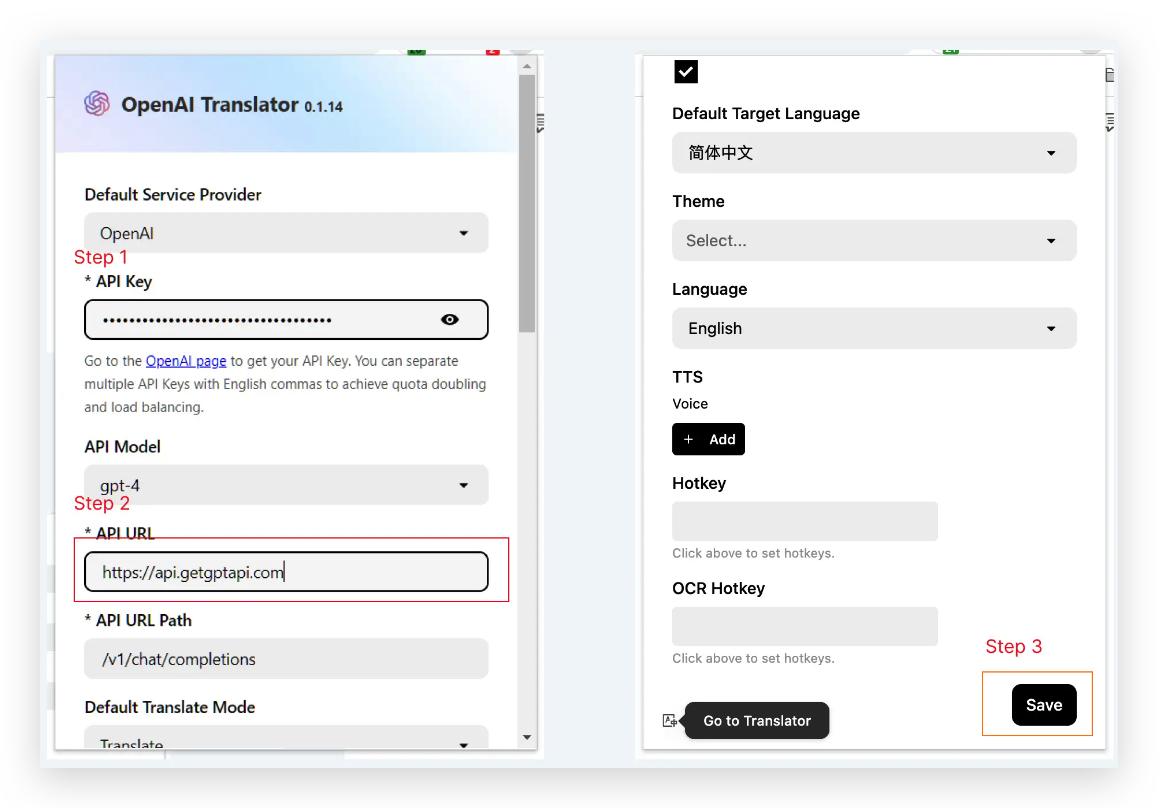 OpenAI Translator 0.1.14
Default Service Provider
OpenAI
Step 1
* API Key
Go to the OpenAI page to get your API Key. You can separate
multiple API Keys with English commas to achieve quota doubling
and load balancing.
API Model
gpt-4
Step 2
* API URL
https://api.getgptapi.com
* API URL Path
/v1/chat/completions
Default Translate Mode
Translate
Default Target Language
简体中文
Theme
Select...
Language
English
TTS
Voice
+ Add
Hotkey
Click above to set hotkeys.
OCR Hotkey
Click above to set hotkeys.
Step 3
Save
Go to Translator